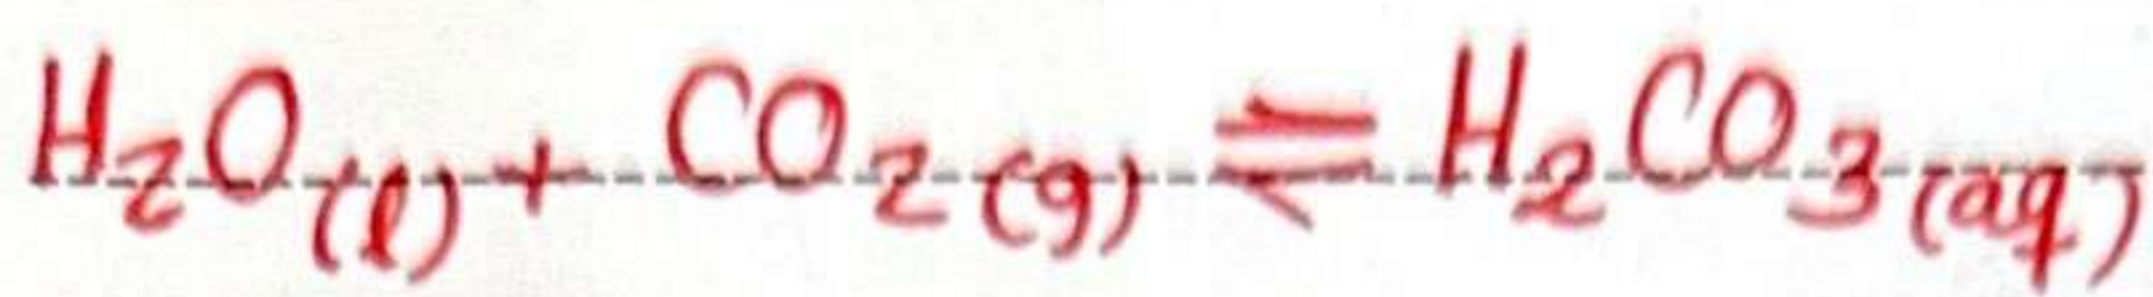 H₂O(l) + CO₂(g) ⇌ H₂CO₃(aq)